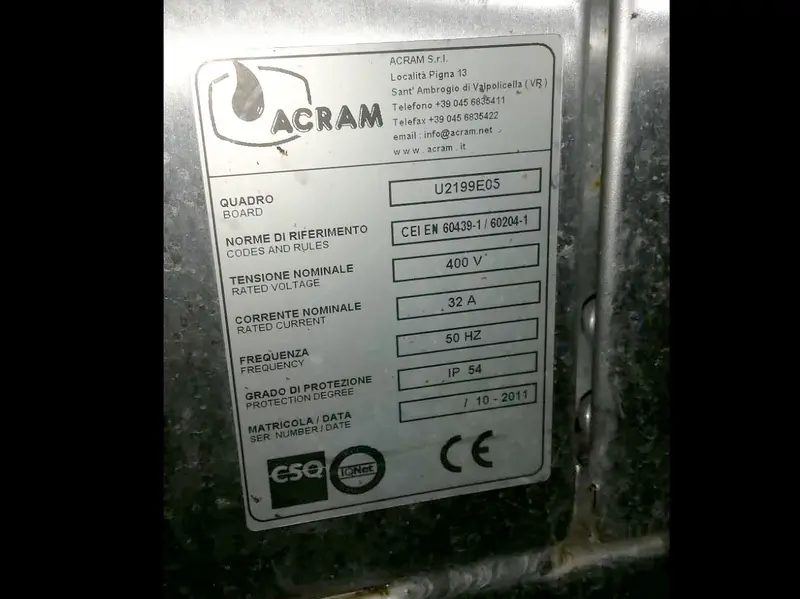 ACRAM
ACRAM S.r.l.
Località Pigna 13
Sant' Ambrogio di Valpolicella ( VR )
Telefono +39 045 6835411
Telefax +39 045 6835422
email : info@acram.net
www . acram . it
QUADRO
BOARD
U2199E05
NORME DI RIFERIMENTO
CODES AND RULES
CEI EN 60439-1 / 60204-1
TENSIONE NOMINALE
RATED VOLTAGE
400 V
CORRENTE NOMINALE
RATED CURRENT
32 A
FREQUENZA
FREQUENCY
50 HZ
GRADO DI PROTEZIONE
PROTECTION DEGREE
IP 54
MATRICOLA / DATA
SER. NUMBER / DATE
/ 10 - 2011
CSQ
IQNet
CE